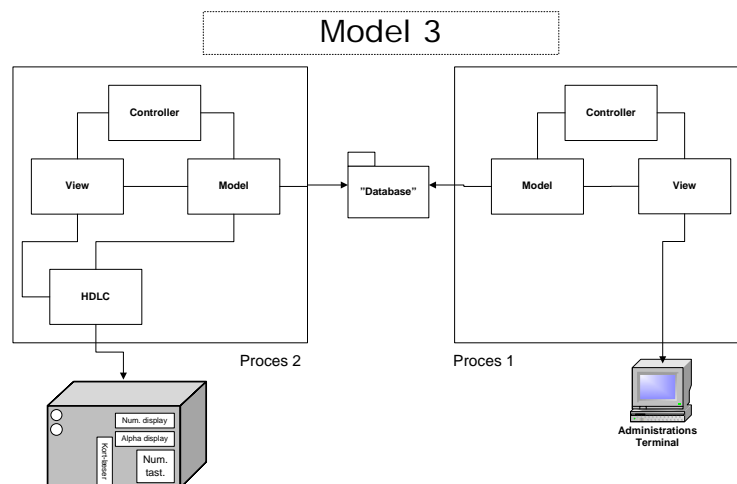 Model 3
Controller
View
Model
HDLC
Proces 2
"Database"
Controller
Model
View
Proces 1
Num. display
Alpha display
Kort-læser
Num.
tast.
Administrations
Terminal